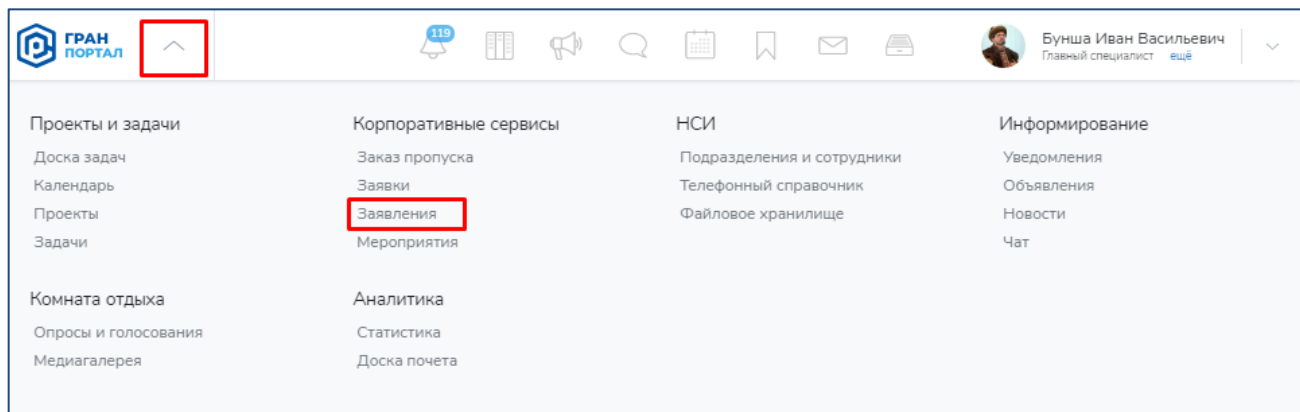 ГРАН
ПОРТАЛ
119
Бунша Иван Васильевич
Главный специалист ещё
Проекты и задачи
Доска задач
Календарь
Проекты
Задачи
Корпоративные сервисы
Заказ пропуска
Заявки
Заявления
Мероприятия
НСИ
Подразделения и сотрудники
Телефонный справочник
Файловое хранилище
Информирование
Уведомления
Объявления
Новости
Чат
Комната отдыха
Опросы и голосования
Медиагалерея
Аналитика
Статистика
Доска почета